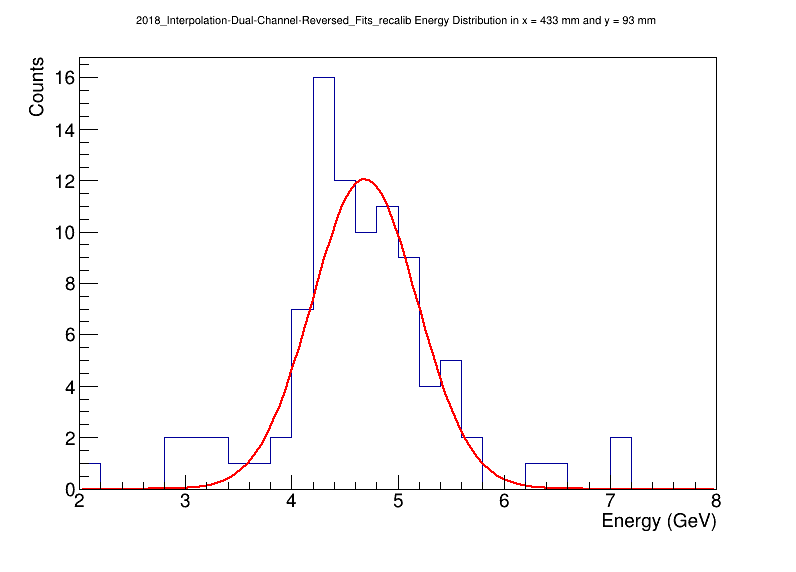 2018_Interpolation-Dual-Channel-Reversed_Fits_recalib Energy Distribution in x = 433 mm and y = 93 mm
Counts
16
14
12
10
8
6
4
2
0
2 3 4 5 6 7 8
Energy (GeV)